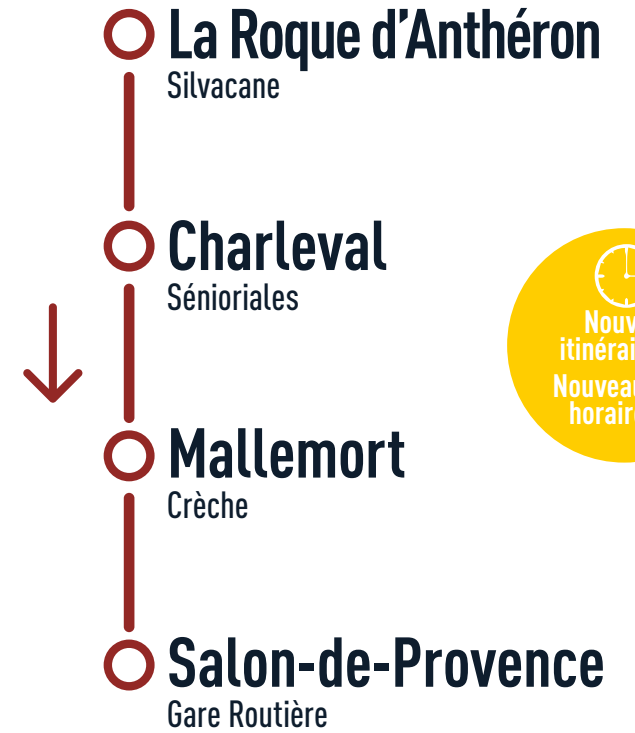 La Roque d'Anthéron
Silvacane
Charleval
Sénioriales
Mallemort
Crèche
Salon-de-Provence
Gare Routière